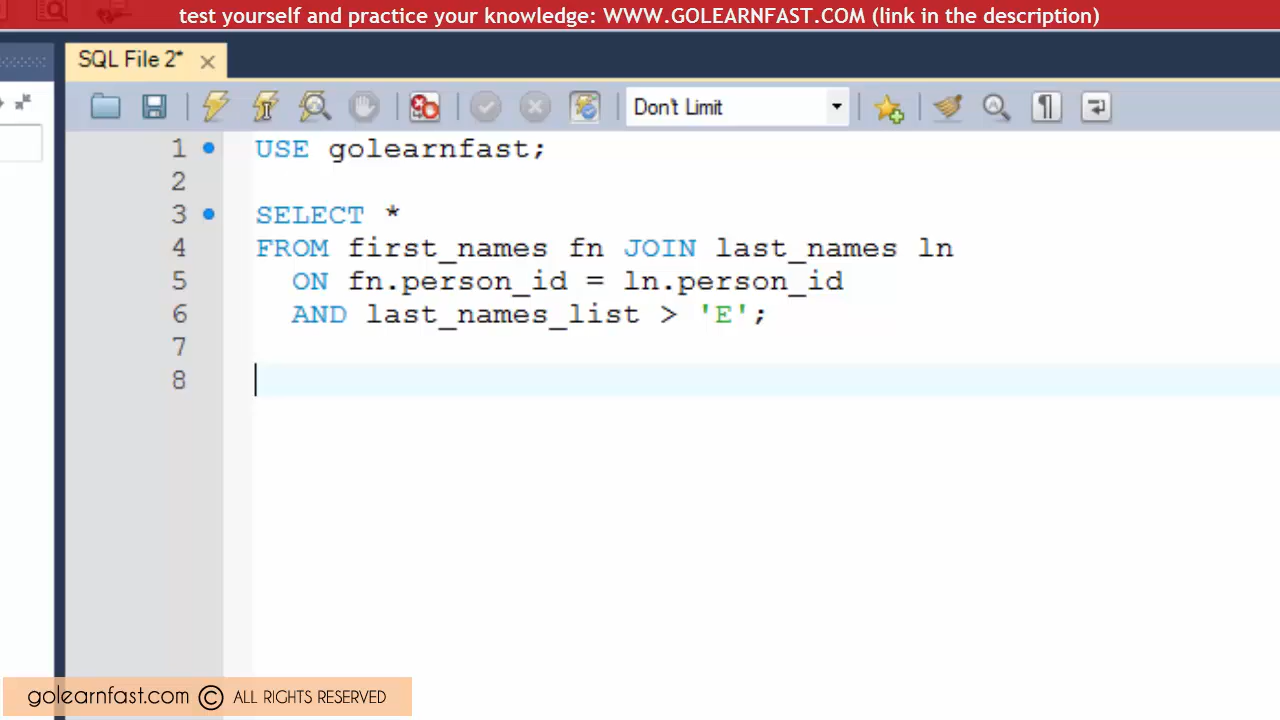 test yourself and practice your knowledge: WWW.GOLEARNFAST.COM (link in the description)
SQL File 2*
Don't Limit
1 USE golearnfast;
2
3 SELECT *
4 FROM first_names fn JOIN last_names ln
5 ON fn.person_id = ln.person_id
6 AND last_names_list > 'E';
7
8
golearnfast.com © ALL RIGHTS RESERVED